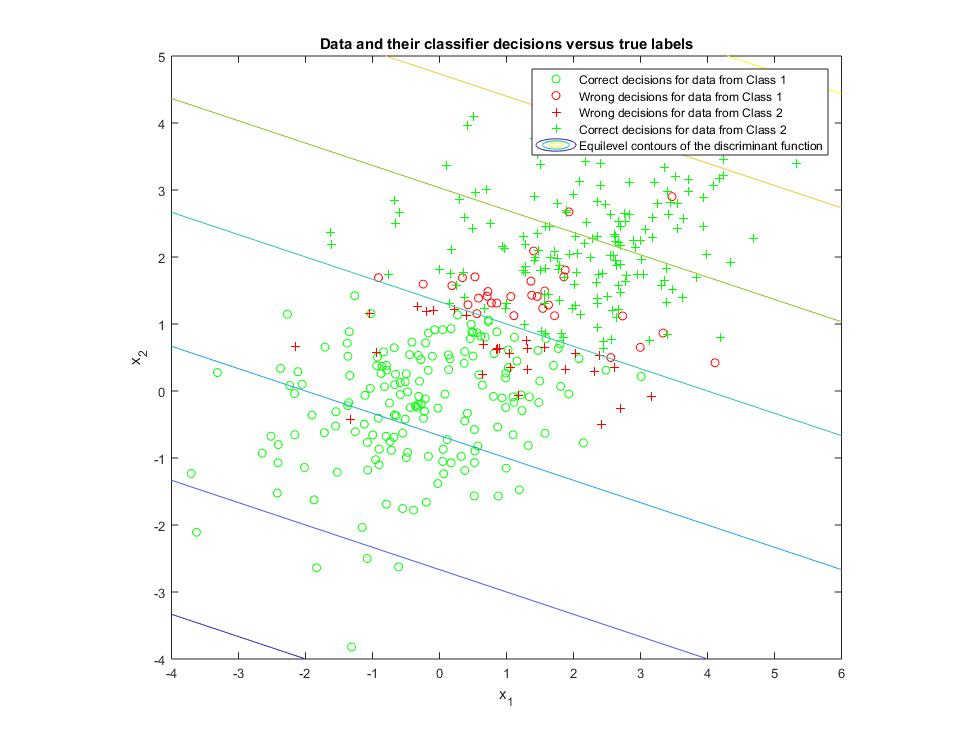 Data and their classifier decisions versus true labels
Correct decisions for data from Class 1
Wrong decisions for data from Class 1
Wrong decisions for data from Class 2
Correct decisions for data from Class 2
Equilevel contours of the discriminant function
5
4
3
2
1
0
-1
-2
-3
-4
x2
-4 -3 -2 -1 0 1 2 3 4 5 6
x1